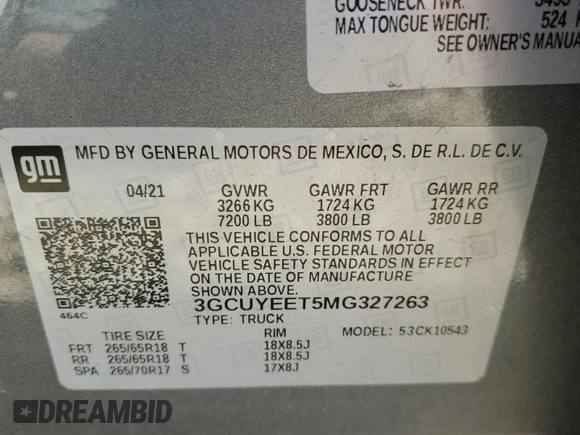 GOOSENECK TWR:
MAX TONGUE WEIGHT: 524
SEE OWNER'S MANUA
gm
MFD BY GENERAL MOTORS DE MEXICO, S. DE R.L. DE C.V.
04/21 GVWR GAWR FRT GAWR RR
3266 KG 1724 KG 1724 KG
7200 LB 3800 LB 3800 LB
THIS VEHICLE CONFORMS TO ALL
APPLICABLE U.S. FEDERAL MOTOR
VEHICLE SAFETY STANDARDS IN
EFFECT ON THE DATE OF MANUFACTURE
SHOWN ABOVE.
464C
3GCUYEET5MG327263
TYPE: TRUCK MODEL: 53CK10543
TIRE SIZE RIM
FRT 265/65R18 T 18X8.5J
RR 265/65R18 T 18X8.5J
SPA 265/70R17 S 17X8J
DREAMBID